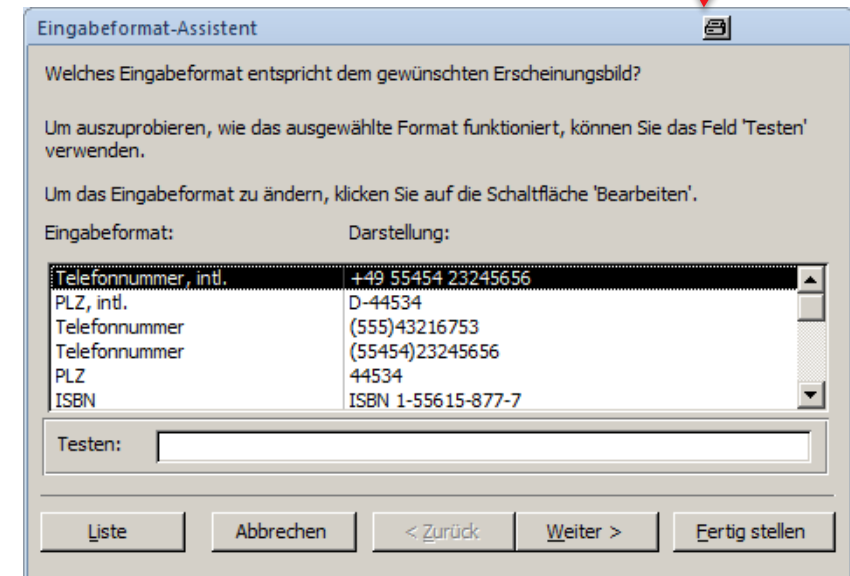 Eingabeformat-Assistent
Welches Eingabeformat entspricht dem gewünschten Erscheinungsbild?
Um auszuprobieren, wie das ausgewählte Format funktioniert, können Sie das Feld 'Testen'
verwenden.
Um das Eingabeformat zu ändern, klicken Sie auf die Schaltfläche 'Bearbeiten'.
Eingabeformat: Darstellung:
Telefonnummer, intl. +49 55454 23245656
PLZ, intl. D-44534
Telefonnummer (555)43216753
Telefonnummer (55454)23245656
PLZ 44534
ISBN ISBN 1-55615-877-7
Testen:
Liste Abbrechen < Zurück Weiter > Fertig stellen